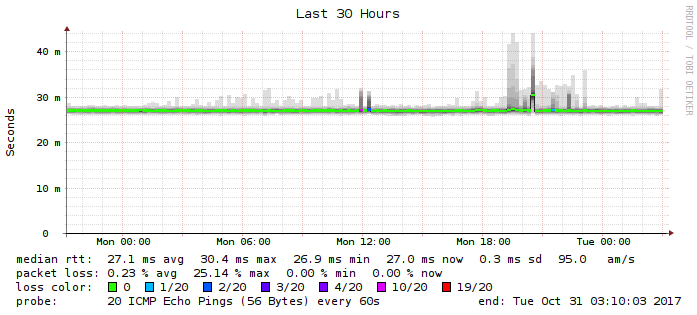 Last 30 Hours
RRDTOOL / TOBI OETIKER
Seconds
40 m
30 m
20 m
10 m
0
Mon 00:00 Mon 06:00 Mon 12:00 Mon 18:00 Tue 00:00
median rtt: 27.1 ms avg 30.4 ms max 26.9 ms min 27.0 ms now 0.3 ms sd 95.0 am/s
packet loss: 0.23 % avg 25.14 % max 0.00 % min 0.00 % now
loss color: 0 1/20 2/20 3/20 4/20 10/20 19/20
probe: 20 ICMP Echo Pings (56 Bytes) every 60s end: Tue Oct 31 03:10:03 2017